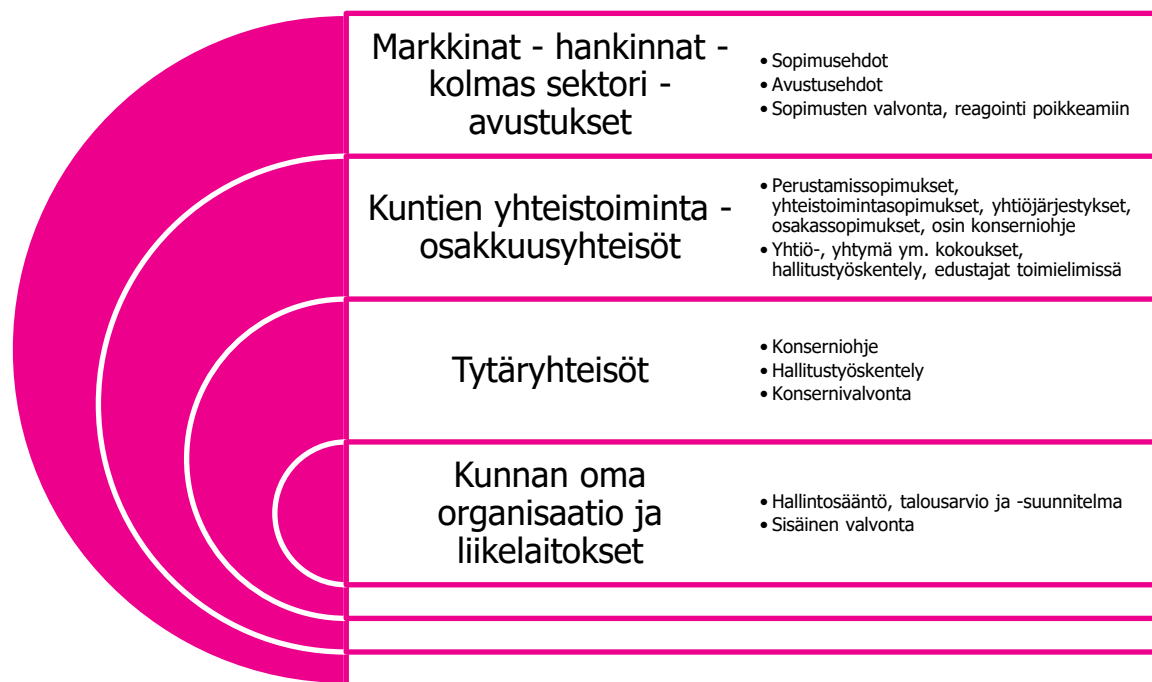 Markkinat - hankinnat -
kolmas sektori -
avustukset
• Sopimusehdot
• Avustusehdot
• Sopimusten valvonta, reagointi poikkeamiin
Kuntien yhteistoiminta -
osakkuusyhteisöt
• Perustamissopimukset,
yhteistoimintasopimukset, yhtiöjärjestykset,
osakassopimukset, osin konserniohje
• Yhtiö-, yhtymä ym. kokoukset,
hallitustyöskentely, edustajat toimielimissä
Tytäryhteisöt
• Konserniohje
• Hallitustyöskentely
• Konsernivalvonta
Kunnan oma
organisaatio ja
liikelaitokset
• Hallintosääntö, talousarvio ja -suunnitelma
• Sisäinen valvonta